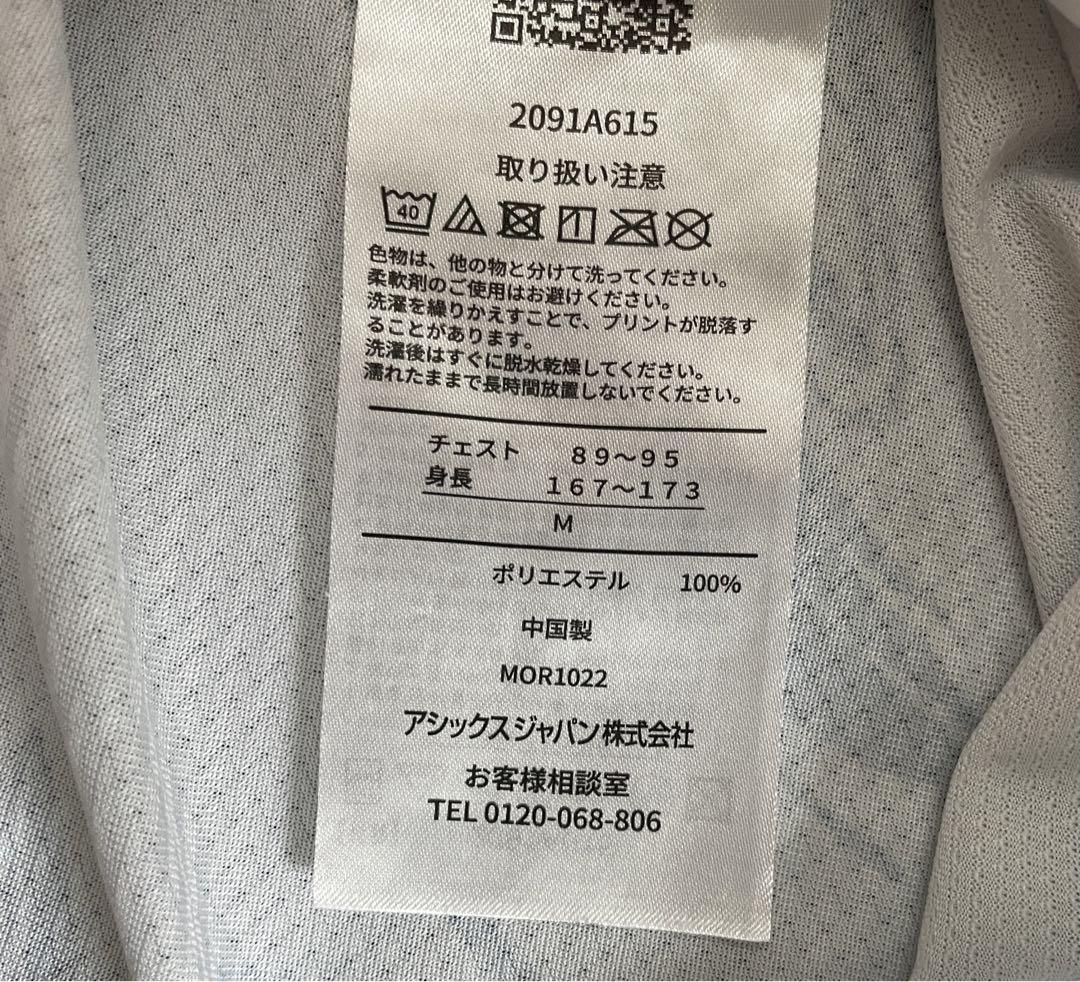 2091A615
取り扱い注意
40
色物は、他の物と分けて洗ってください。
柔軟剤のご使用はお避けください。
洗濯を繰りかえすことで、プリントが脱落す
ることがあります。
洗濯後はすぐに脱水乾燥してください。
濡れたままで長時間放置しないでください。
チェスト ８９～９５
身長 １６７～１７３
M
ポリエステル 100%
中国製
MOR1022
アシックスジャパン株式会社
お客様相談室
TEL 0120-068-806